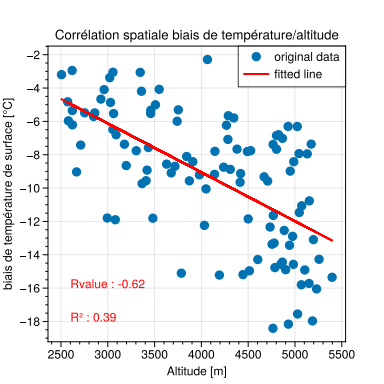 Corrélation spatiale biais de température/altitude
original data
fitted line
biais de température de surface [°C]
−2
−4
−6
−8
−10
−12
−14
−16
−18
Rvalue : -0.62
R² : 0.39
2500 3000 3500 4000 4500 5000 5500
Altitude [m]